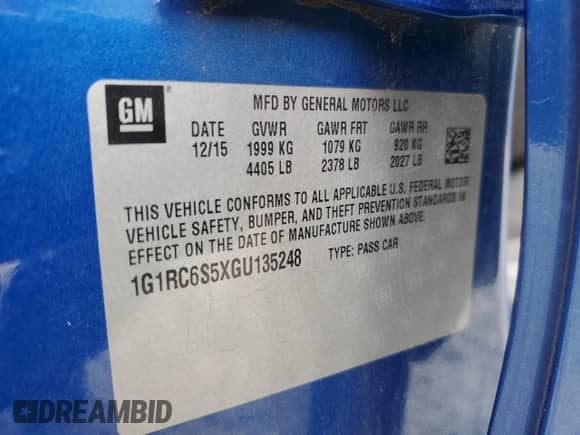 GM
MFD BY GENERAL MOTORS LLC
DATE GVWR GAWR FRT GAWR RR
12/15 1999 KG 1079 KG 920 KG
4405 LB 2378 LB 2027 LB
THIS VEHICLE CONFORMS TO ALL APPLICABLE U.S. FEDERAL MOTOR
VEHICLE SAFETY, BUMPER, AND THEFT PREVENTION STANDARDS IN
EFFECT ON THE DATE OF MANUFACTURE SHOWN ABOVE.
1G1RC6S5XGU135248 TYPE: PASS CAR
DREAMBID